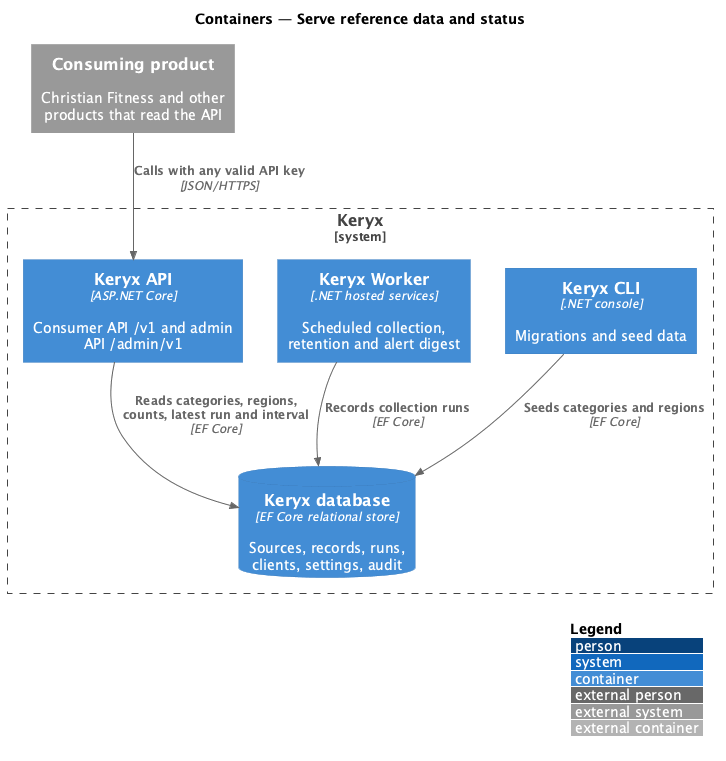 Containers — Serve reference data and status
Consuming product
Christian Fitness and other
products that read the API
Calls with any valid API key
[JSON/HTTPS]
Keryx
[system]
Keryx API
[ASP.NET Core]
Consumer API /v1 and admin
API /admin/v1
Keryx Worker
[.NET hosted services]
Scheduled collection,
retention and alert digest
Keryx CLI
[.NET console]
Migrations and seed data
Reads categories, regions,
counts, latest run and interval
[EF Core]
Records collection runs
[EF Core]
Seeds categories and regions
[EF Core]
Keryx database
[EF Core relational store]
Sources, records, runs,
clients, settings, audit
Legend
person
system
container
external person
external system
external container